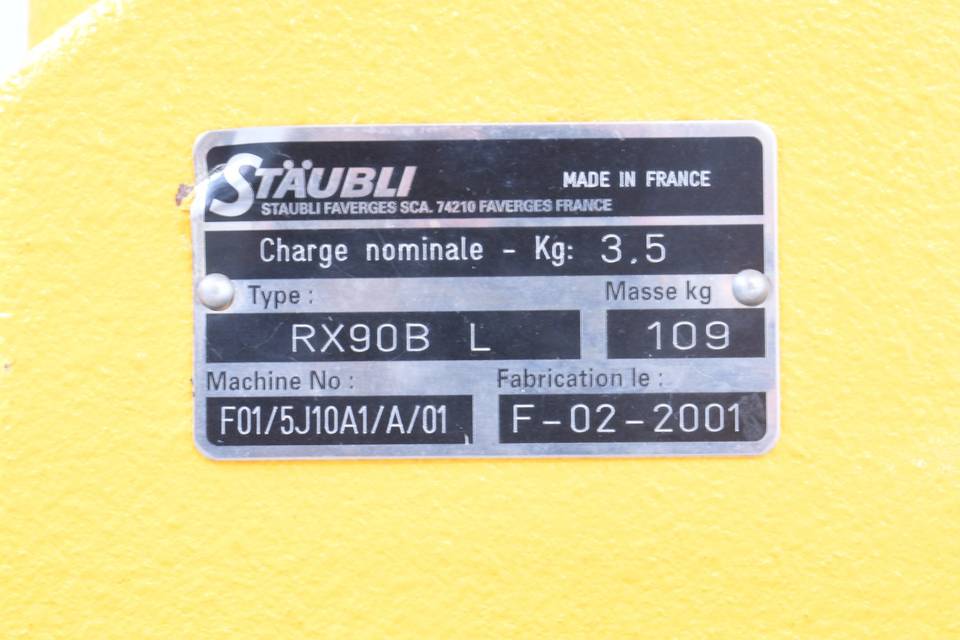 STÄUBLI
MADE IN FRANCE
STAUBLI FAVERGES SCA. 74210 FAVERGES FRANCE
Charge nominale - Kg: 3.5
Type :
Masse kg
RX90B L
109
Machine No :
Fabrication le :
F01/5J10A1/A/01
F-02-2001